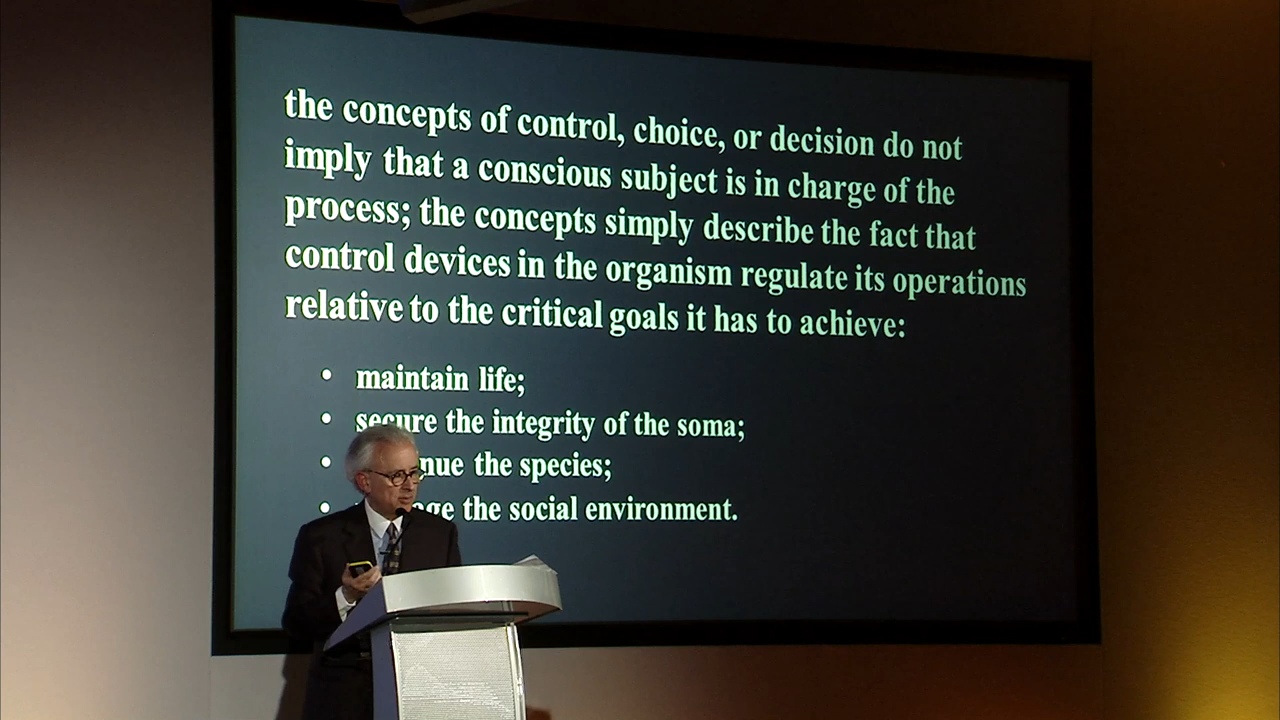 the concepts of control, choice, or decision do not
imply that a conscious subject is in charge of the
process; the concepts simply describe the fact that
control devices in the organism regulate its operations
relative to the critical goals it has to achieve:
• maintain life;
• secure the integrity of the soma;
• the species;
• the social environment.